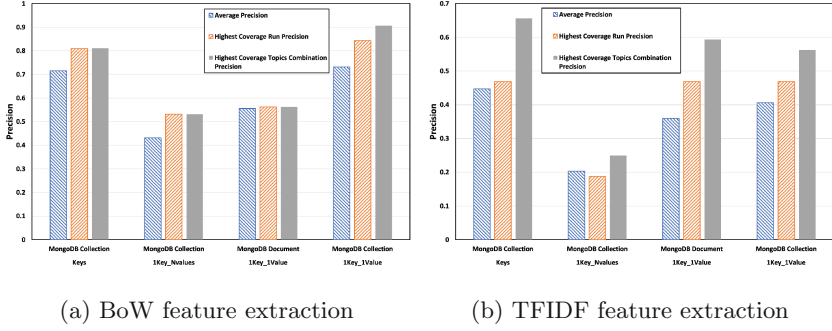 1
0.9
0.8
0.7
0.6
0.5
0.4
0.3
0.2
0.1
0
Precision
Average Precision
Highest Coverage Run Precision
Highest Coverage Topics Combination
Precision
MongoDB Collection MongoDB Collection MongoDB Document MongoDB Collection
Keys 1Key_Nvalues 1Key_1Value 1Key_1Value
(a) BoW feature extraction
0.7
0.6
0.5
0.4
0.3
0.2
0.1
0
Precision
Average Precision
Highest Coverage Run Precision
Highest Coverage Topics Combination
Precision
MongoDB Collection MongoDB Collection MongoDB Document MongoDB Collection
Keys 1Key_Nvalues 1Key_1Value 1Key_1Value
(b) TFIDF feature extraction